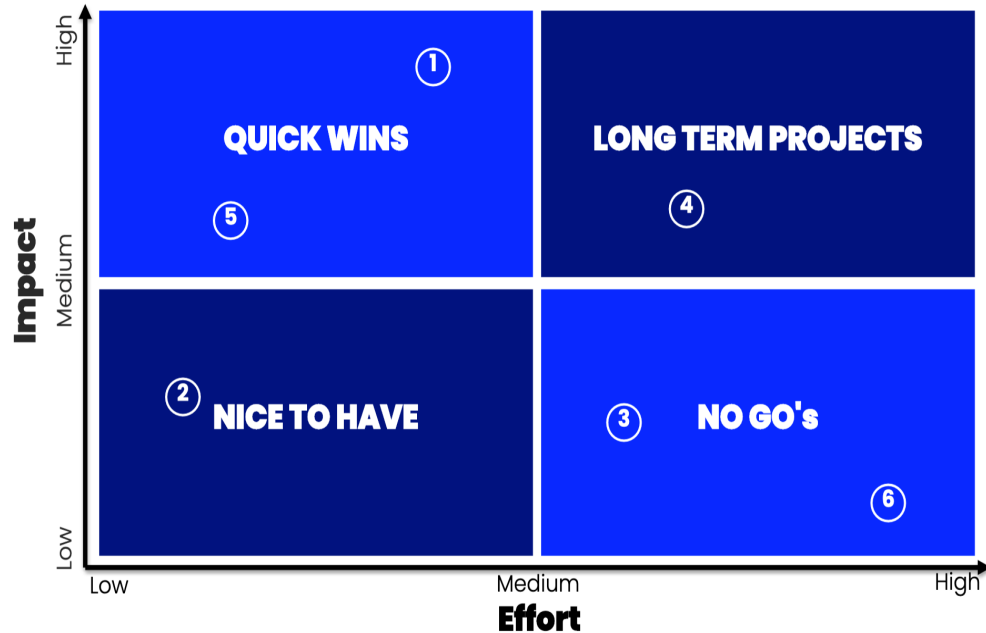 High
1
QUICK WINS
LONG TERM PROJECTS
5
4
Impact
Medium
2
NICE TO HAVE
3
NO GO's
6
Low
Low
Medium
High
Effort